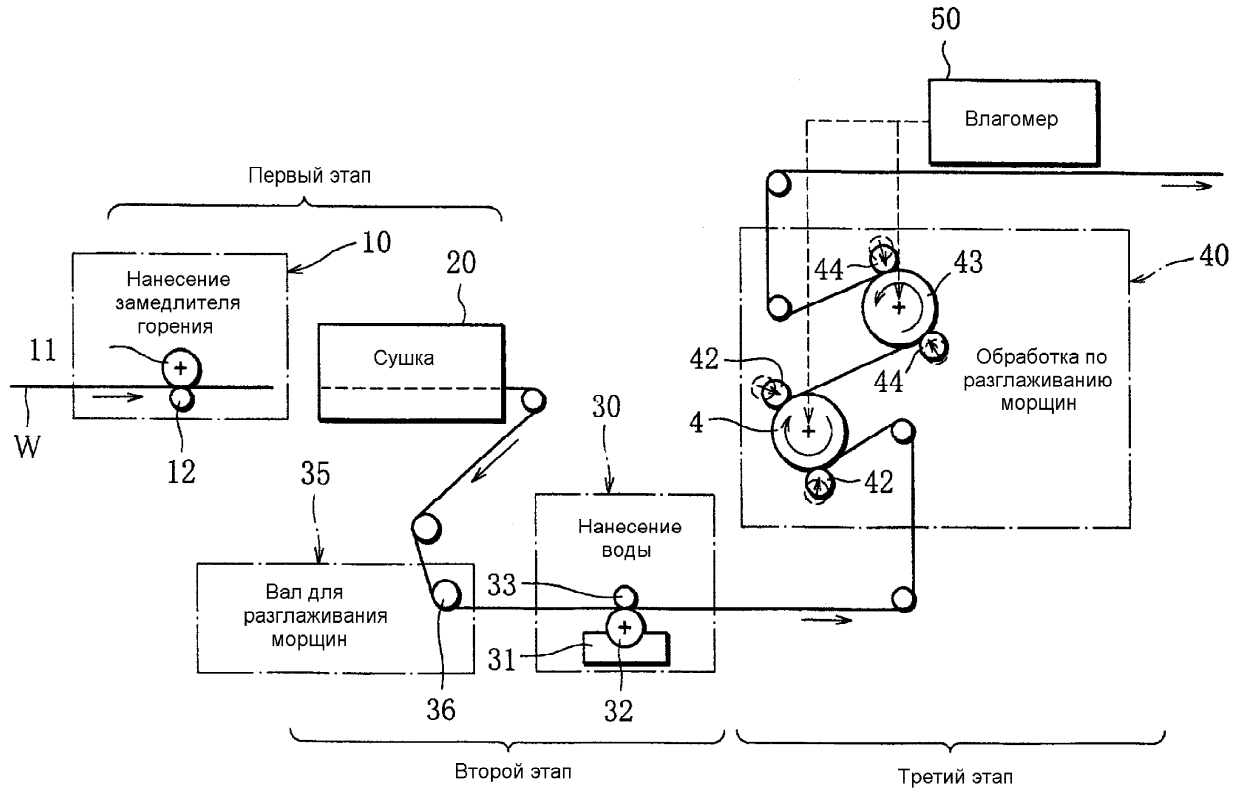 50
Влагомер
Первый этап
10
Нанесение
замедлителя
горения
11
12
W
20
Сушка
44
43
40
42
44
Обработка по
разглаживанию
морщин
4
42
35
Вал для
разглаживания
морщин
36
30
Нанесение
воды
33
31
32
Второй этап
Третий этап